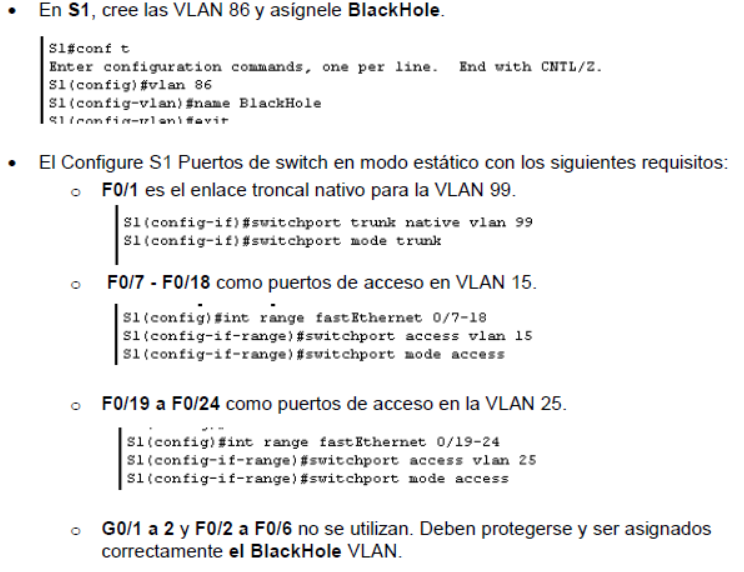 • En S1, cree las VLAN 86 y asígnele BlackHole.
S1#conf t
Enter configuration commands, one per line. End with CNTL/Z.
S1(config)#vlan 86
S1(config-vlan)#name BlackHole
S1(config-vlan)#exit
• El Configure S1 Puertos de switch en modo estático con los siguientes requisitos:
○ F0/1 es el enlace troncal nativo para la VLAN 99.
S1(config-if)#switchport trunk native vlan 99
S1(config-if)#switchport mode trunk
○ F0/7 - F0/18 como puertos de acceso en VLAN 15.
S1(config)#int range fastEthernet 0/7-18
S1(config-if-range)#switchport access vlan 15
S1(config-if-range)#switchport mode access
○ F0/19 a F0/24 como puertos de acceso en la VLAN 25.
S1(config)#int range fastEthernet 0/19-24
S1(config-if-range)#switchport access vlan 25
S1(config-if-range)#switchport mode access
○ G0/1 a 2 y F0/2 a F0/6 no se utilizan. Deben protegerse y ser asignados
correctamente el BlackHole VLAN.